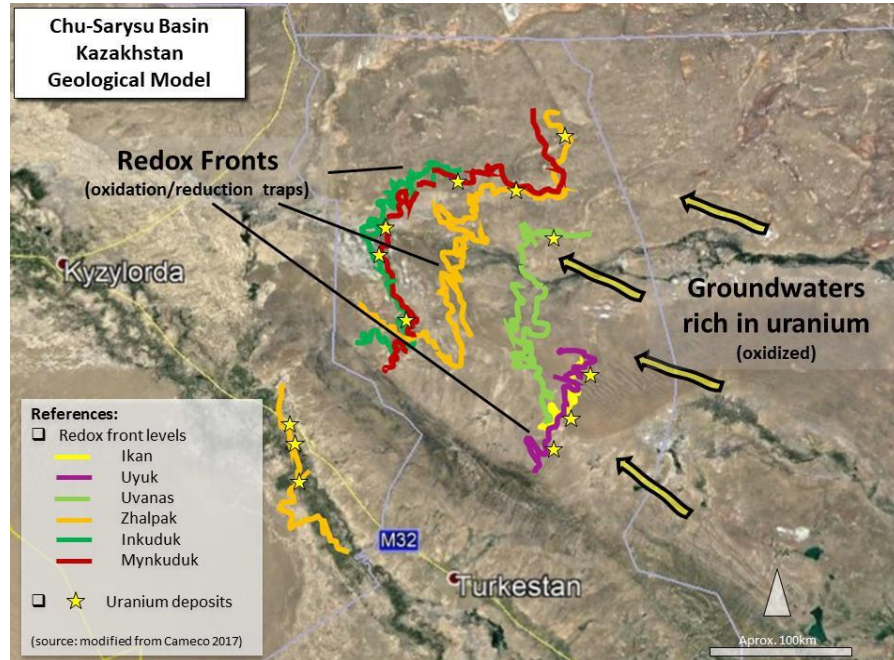 Chu-Sarysu Basin
Kazakhstan
Geological Model
Redox Fronts
(oxidation/reduction traps)
Kyzylorda
Groundwaters
rich in uranium
(oxidized)
References:
Redox front levels
Ikan
Uyuk
Uvanas
Zhalpak
Inkuduk
Mynkuduk
Uranium deposits
(source: modified from Cameco 2017)
M32
Turkestan
Aprox. 100km